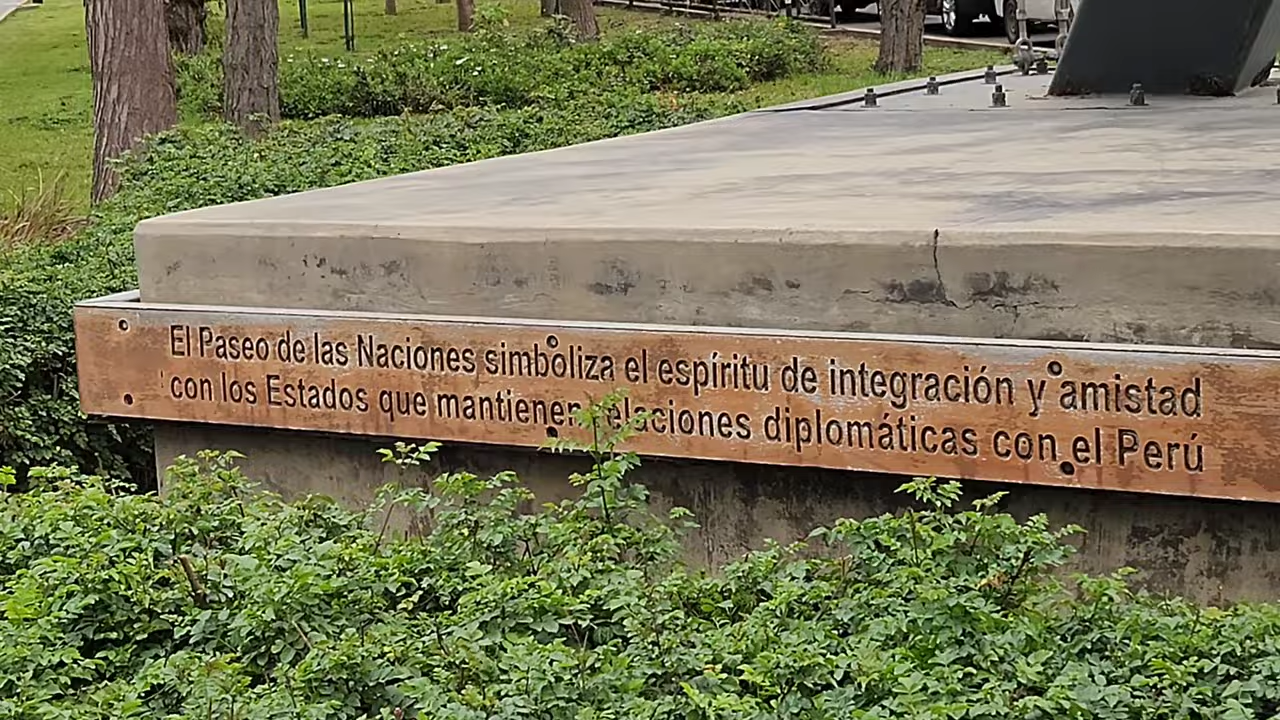 El Paseo de las Naciones simboliza el espíritu de integración y amistad
con los Estados que mantienen relaciones diplomáticas con el Perú